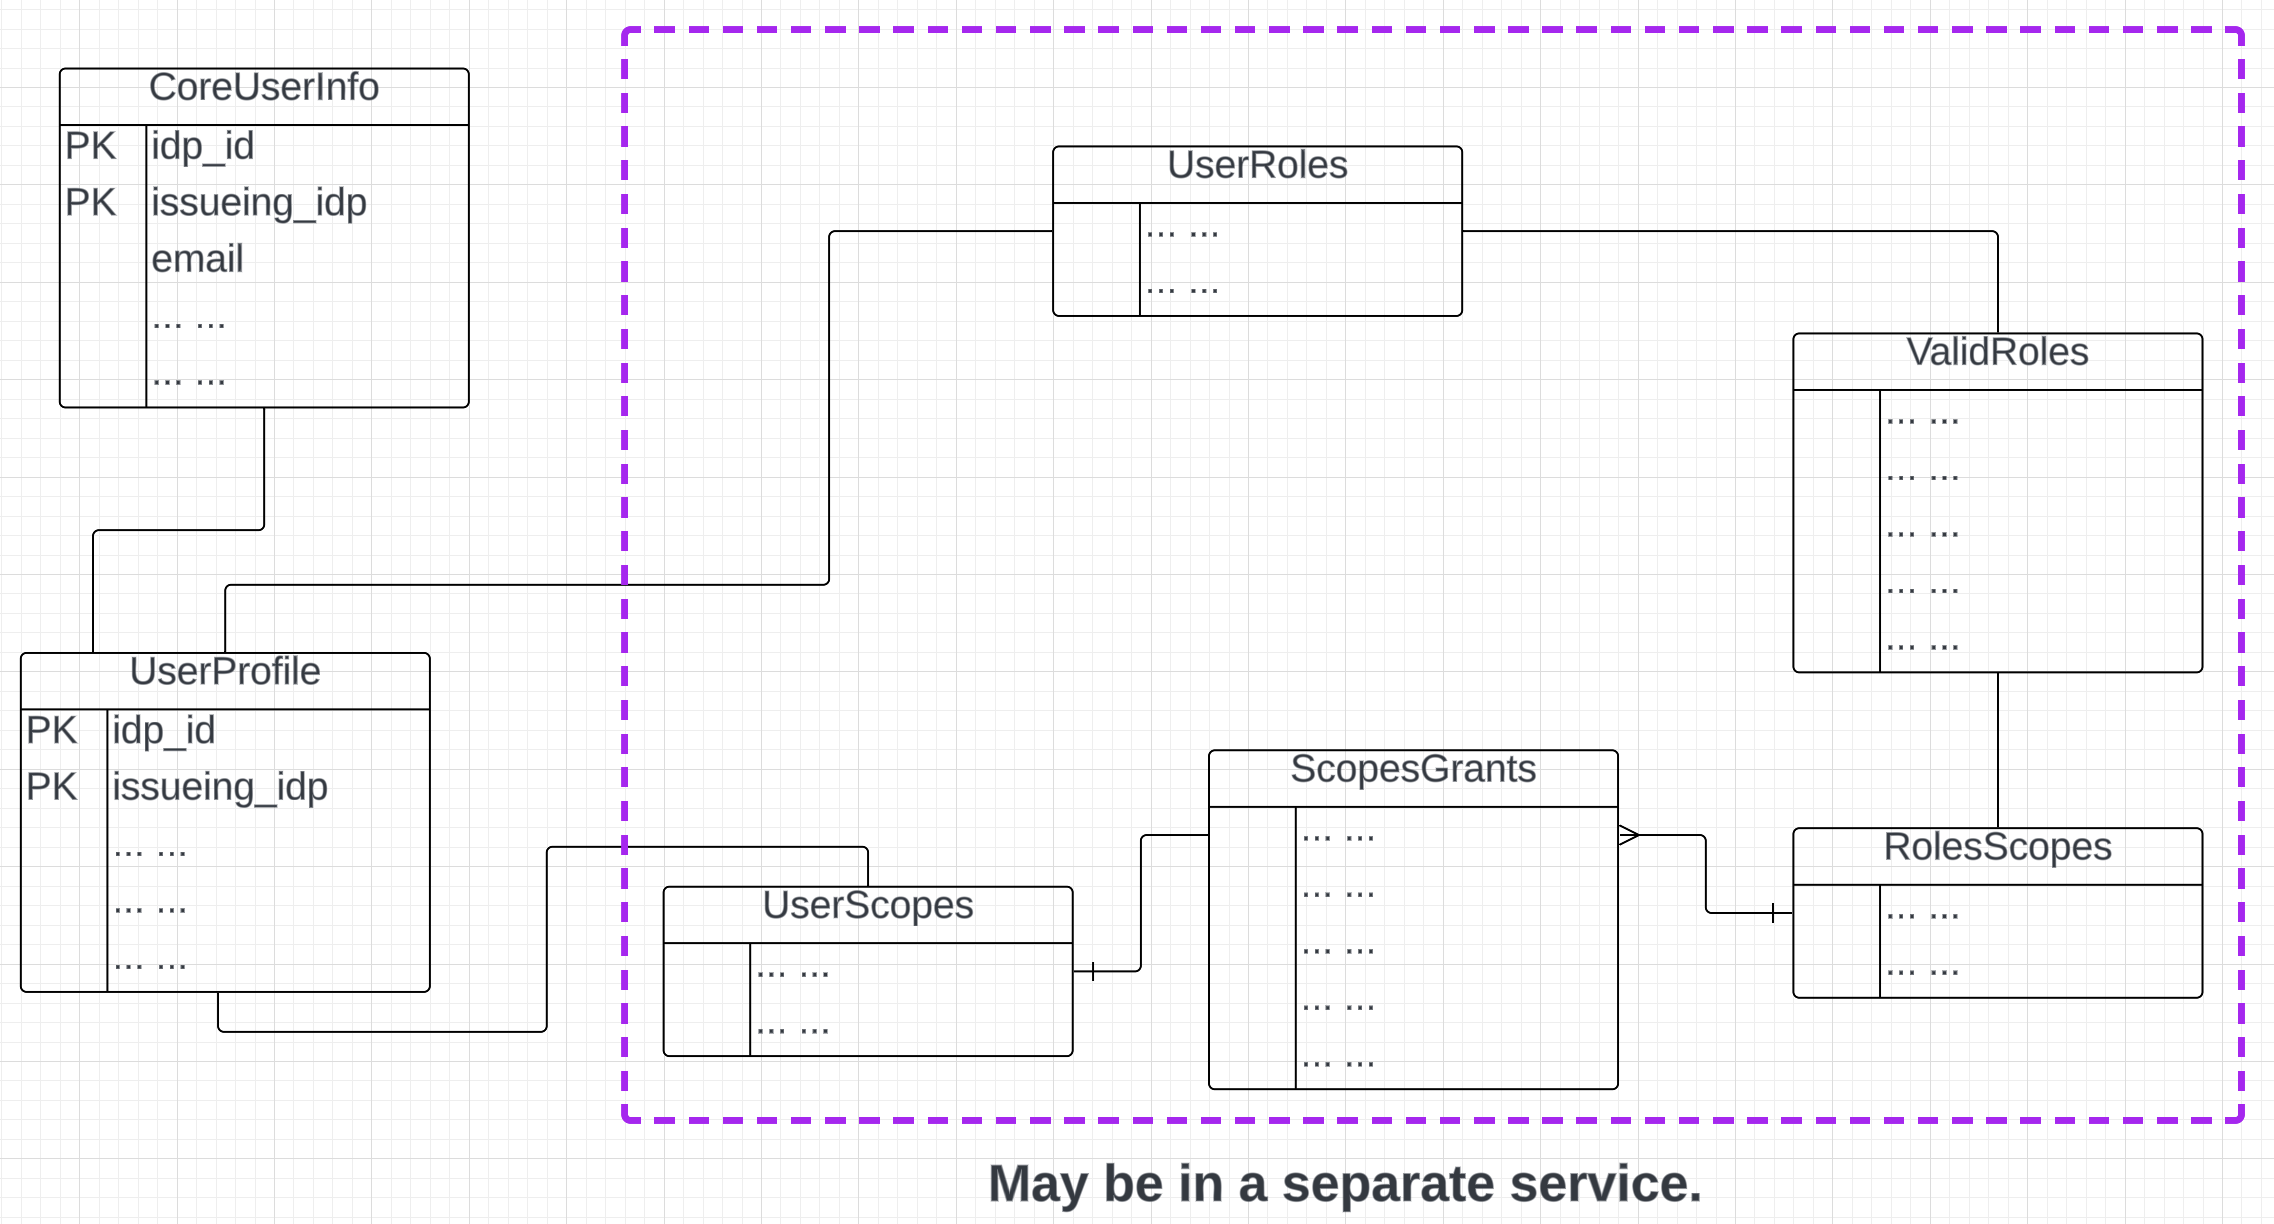 CoreUserInfo
PK idp_id
PK issueing_idp
email
... ...
... ...
UserProfile
PK idp_id
PK issueing_idp
... ...
... ...
... ...
UserRoles
... ...
... ...
ValidRoles
... ...
... ...
... ...
... ...
... ...
UserScopes
... ...
... ...
ScopesGrants
... ...
... ...
... ...
... ...
... ...
RolesScopes
... ...
... ...
May be in a separate service.